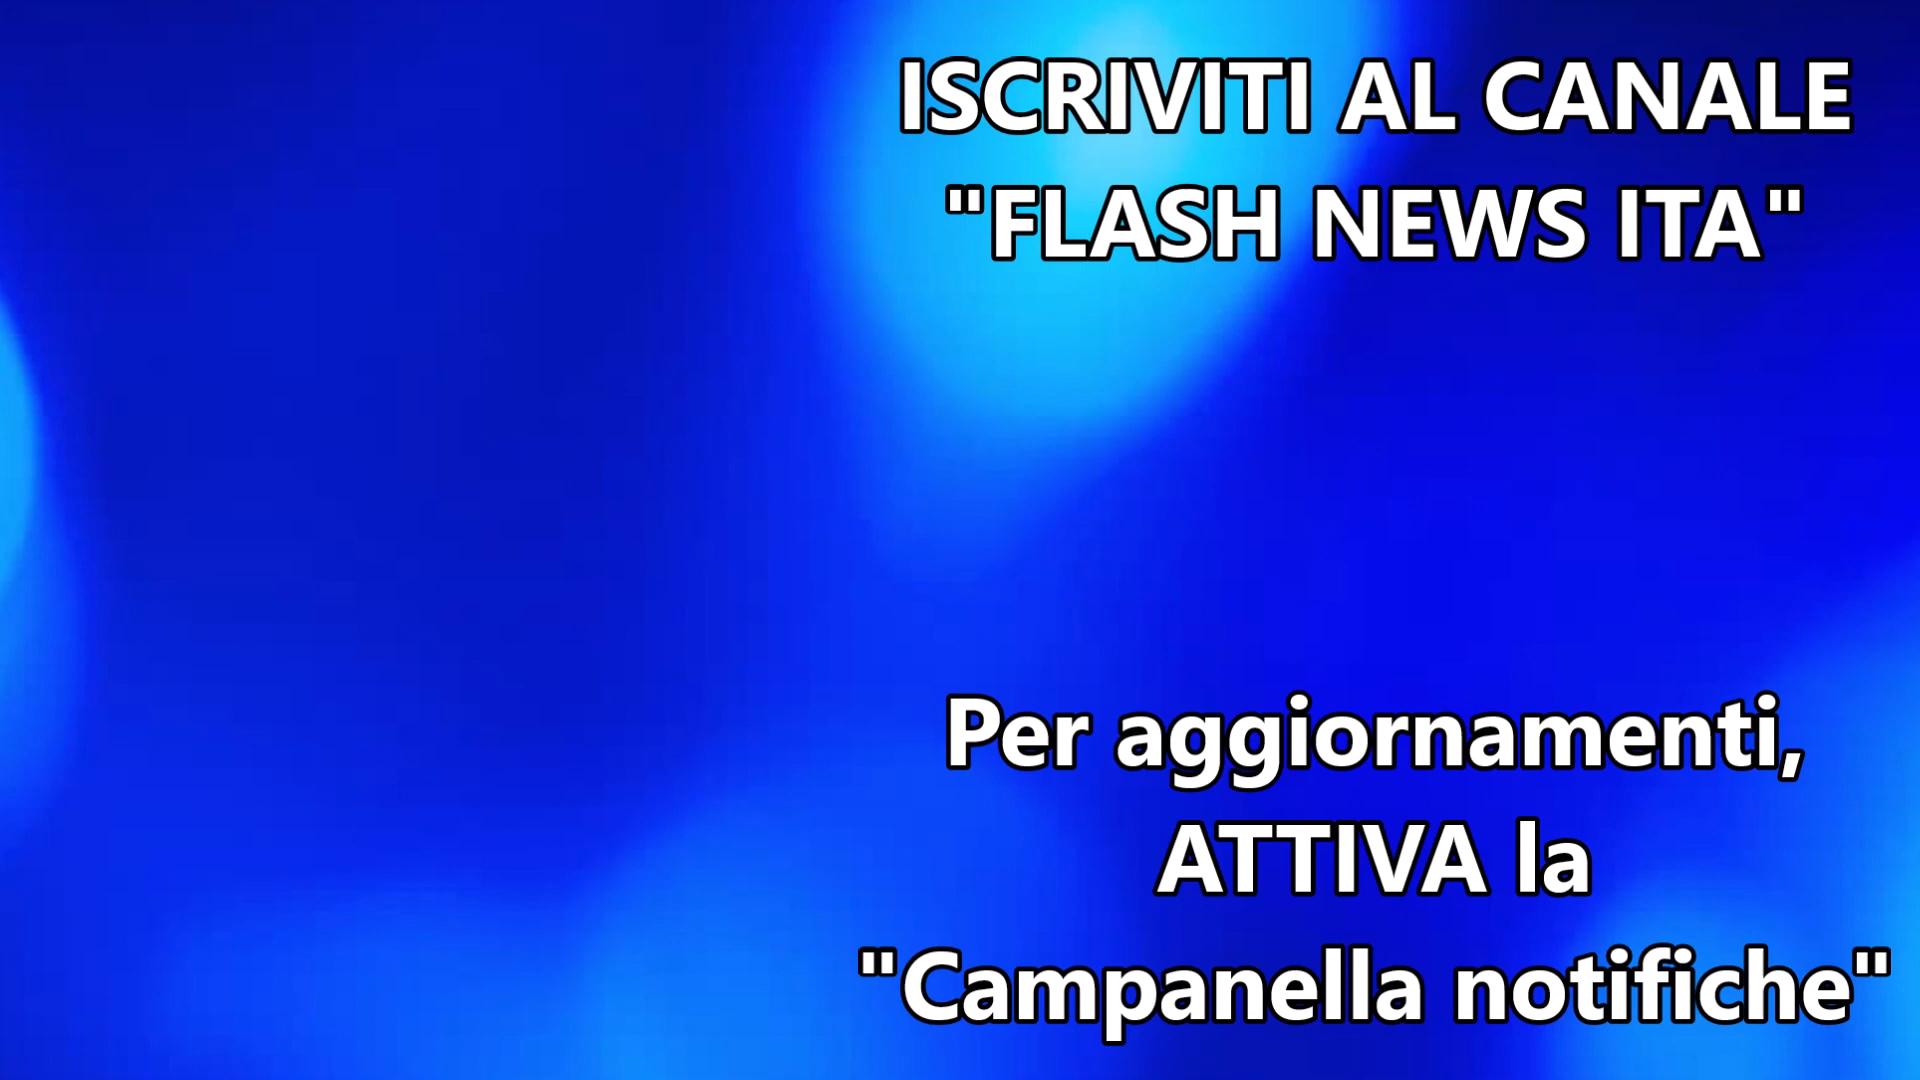 ISCRIVITI AL CANALE
"FLASH NEWS ITA"
Per aggiornamenti,
ATTIVA la
"Campanella notifiche"